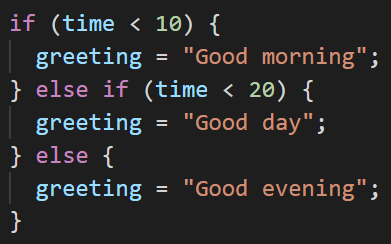 if (time < 10) {
  greeting = "Good morning";
} else if (time < 20) {
  greeting = "Good day";
} else {
  greeting = "Good evening";
}